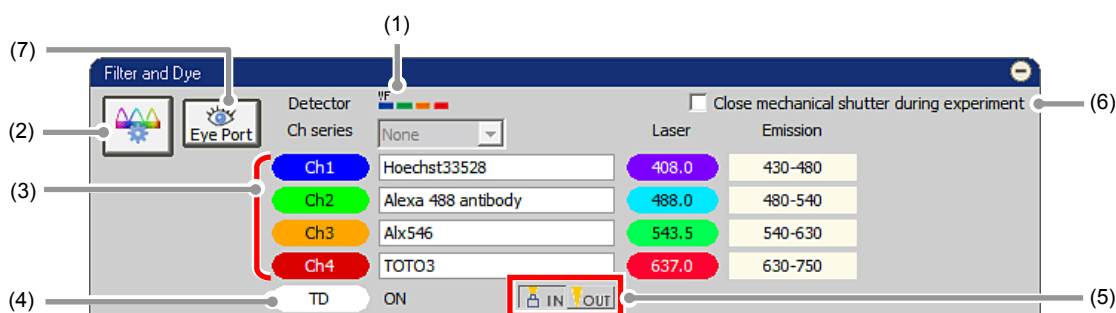 (1)
(7)
Filter and Dye
(2)
Eye Port
Detector
VF
Close mechanical shutter during experiment
(6)
Ch series
None
Laser
Emission
(3)
Ch1
Hoechst33528
408.0
430-480
Ch2
Alexa 488 antibody
488.0
480-540
Ch3
Alx546
543.5
540-630
Ch4
TOTO3
637.0
630-750
(4)
TD
ON
IN
OUT
(5)